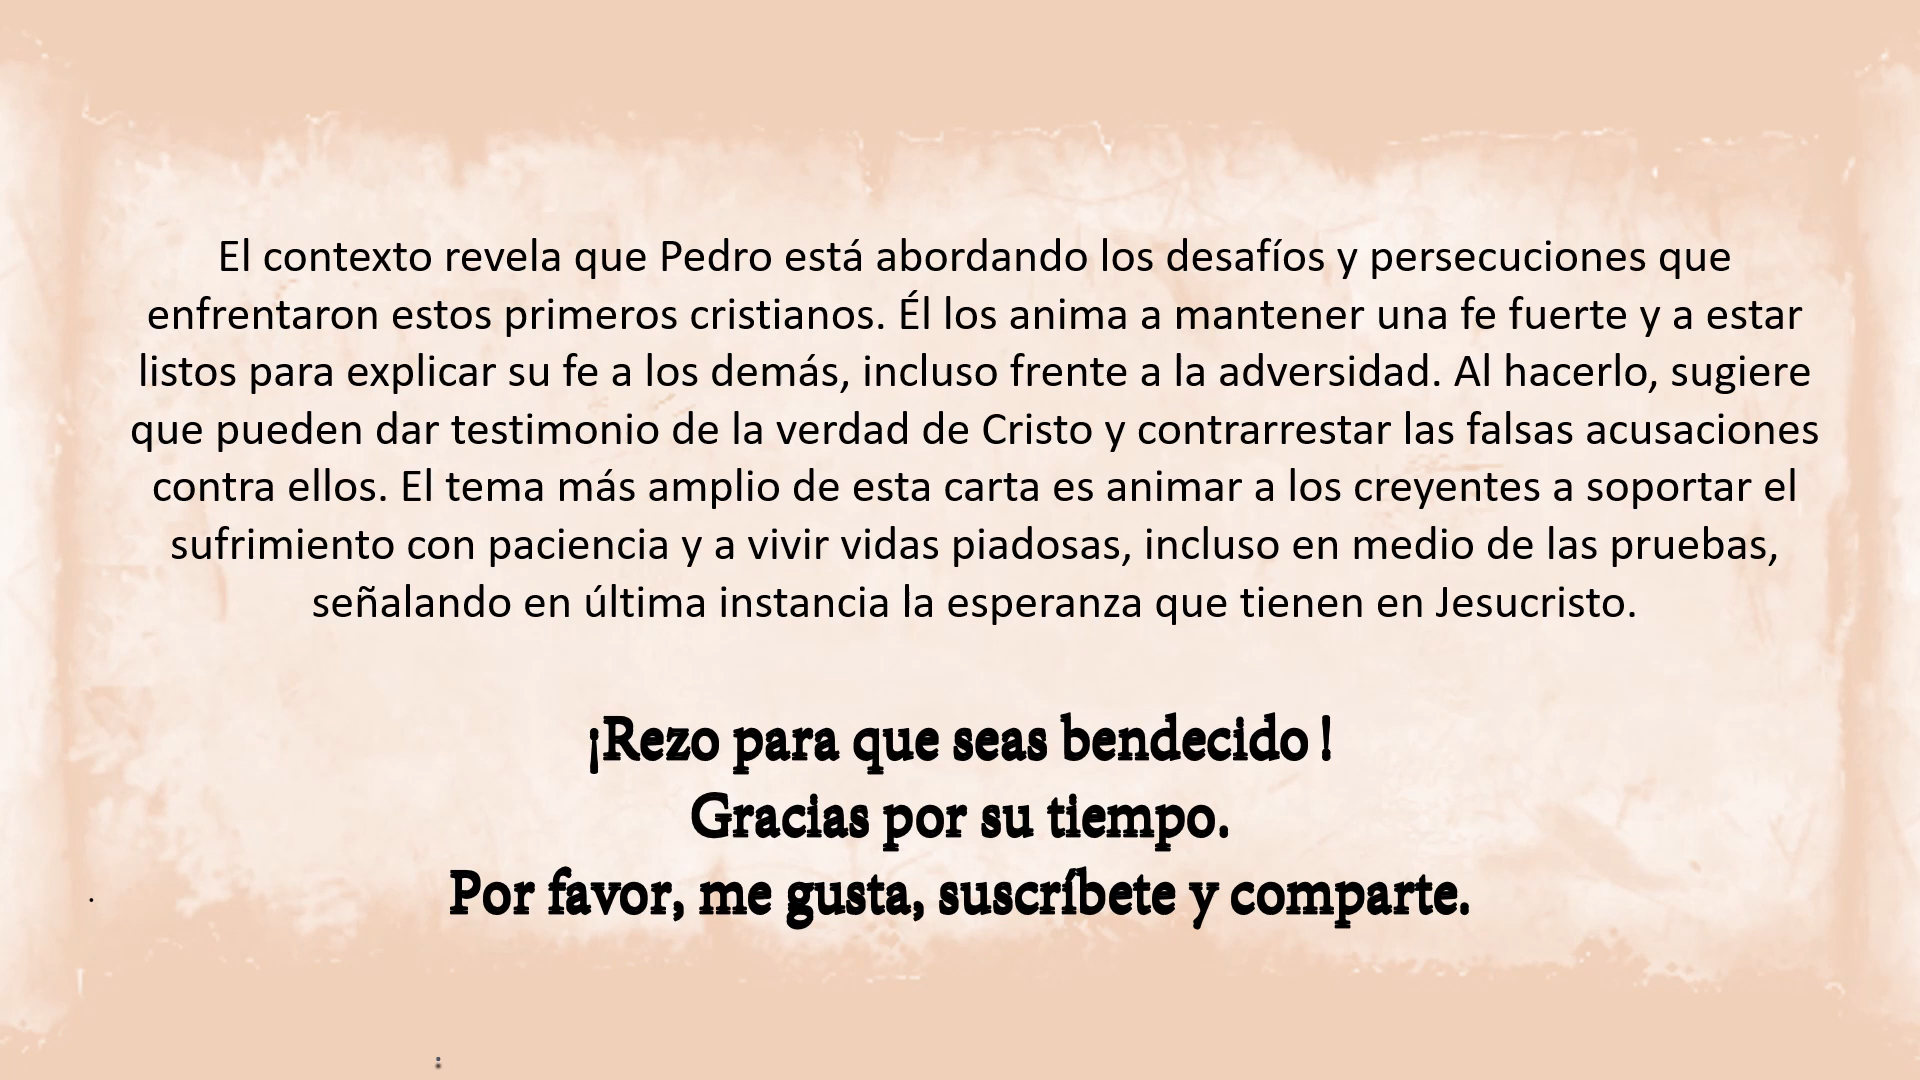 El contexto revela que Pedro está abordando los desafíos y persecuciones que
enfrentaron estos primeros cristianos. Él los anima a mantener una fe fuerte y a estar
listos para explicar su fe a los demás, incluso frente a la adversidad. Al hacerlo, sugiere
que pueden dar testimonio de la verdad de Cristo y contrarrestar las falsas acusaciones
contra ellos. El tema más amplio de esta carta es animar a los creyentes a soportar el
sufrimiento con paciencia y a vivir vidas piadosas, incluso en medio de las pruebas,
señalando en última instancia la esperanza que tienen en Jesucristo.
¡Rezo para que seas bendecido !
Gracias por su tiempo.
Por favor, me gusta, suscríbete y comparte.
.
: